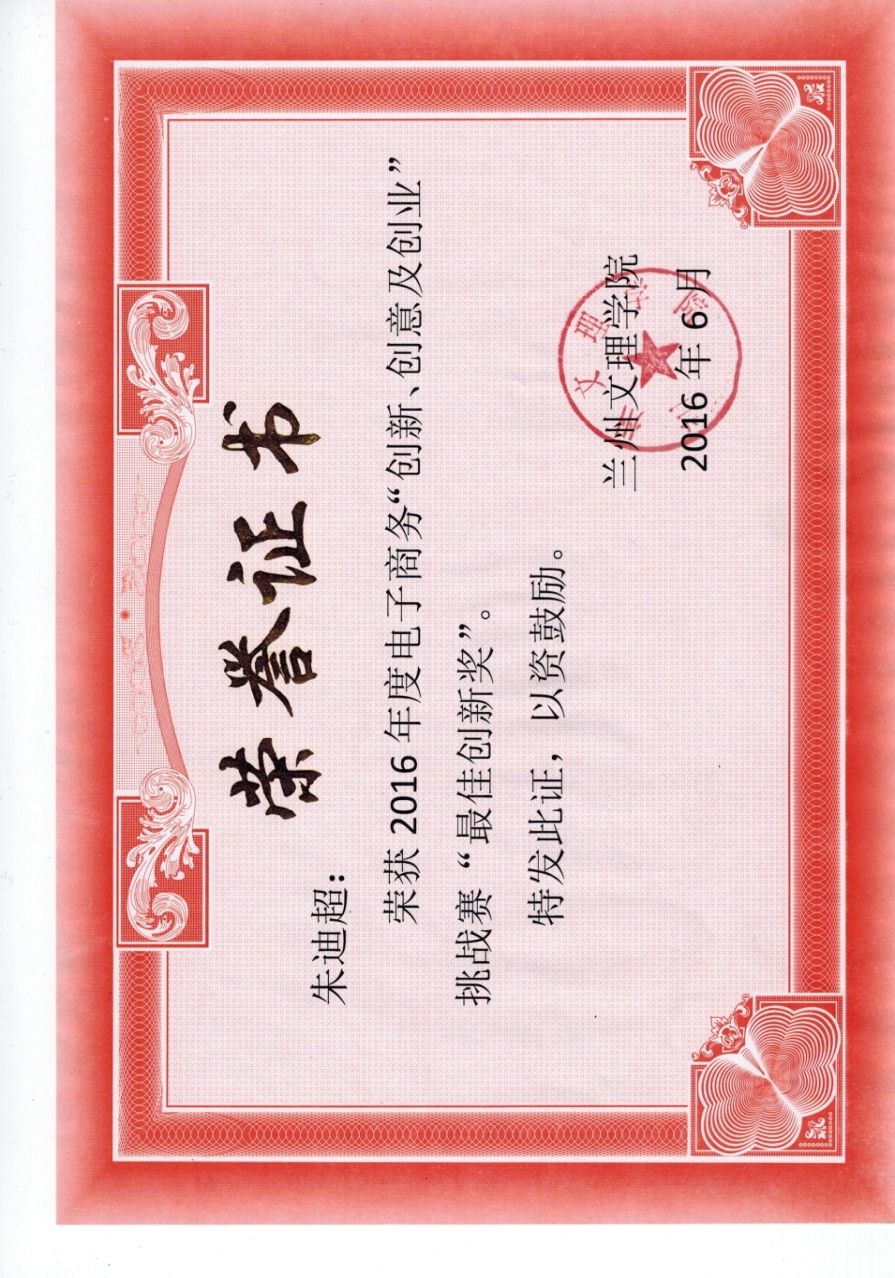 荣誉证书
朱迪超:
荣获 2016 年度电子商务“创新、创意及创业”
挑战赛“最佳创新奖”。
特发此证，以资鼓励。
兰州文理学院
2016 年 6 月